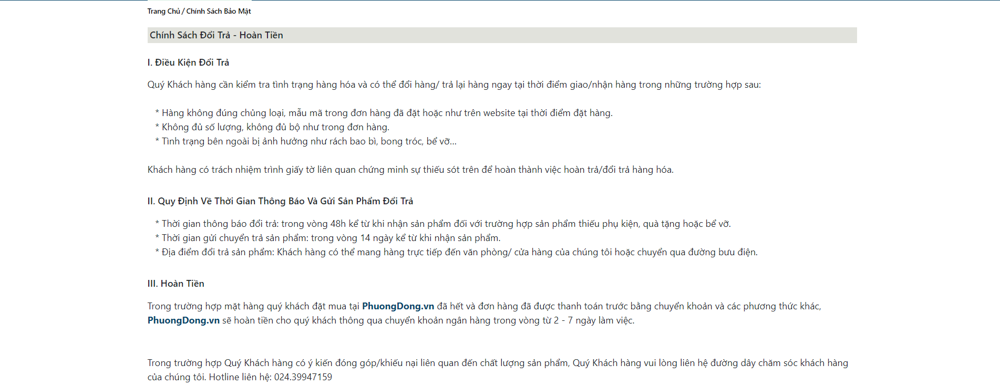 Trang Chủ / Chính Sách Bảo Mật
Chính Sách Đổi Trả - Hoàn Tiền
I. Điều Kiện Đổi Trả
Quý Khách hàng cần kiểm tra tình trạng hàng hóa và có thể đổi hàng/ trả lại hàng ngay tại thời điểm giao/nhận hàng trong những trường hợp sau:
* Hàng không đúng chủng loại, mẫu mã trong đơn hàng đã đặt hoặc như trên website tại thời điểm đặt hàng.
* Không đủ số lượng, không đủ bộ như trong đơn hàng.
* Tình trạng bên ngoài bị ảnh hưởng như rách bao bì, bong tróc, bể vỡ...
Khách hàng có trách nhiệm trình giấy tờ liên quan chứng minh sự thiếu sót trên để hoàn thành việc hoàn trả/đổi trả hàng hóa.
II. Quy Định Về Thời Gian Thông Báo Và Gửi Sản Phẩm Đổi Trả
* Thời gian thông báo đổi trả: trong vòng 48h kể từ khi nhận sản phẩm đối với trường hợp sản phẩm thiếu phụ kiện, quà tặng hoặc bể vỡ.
* Thời gian gửi chuyển trả sản phẩm: trong vòng 14 ngày kể từ khi nhận sản phẩm.
* Địa điểm đổi trả sản phẩm: Khách hàng có thể mang hàng trực tiếp đến văn phòng/ cửa hàng của chúng tôi hoặc chuyển qua đường bưu điện.
III. Hoàn Tiền
Trong trường hợp mặt hàng quý khách đặt mua tại PhuongDong.vn đã hết và đơn hàng đã được thanh toán trước bằng chuyển khoản và các phương thức khác,
PhuongDong.vn sẽ hoàn tiền cho quý khách thông qua chuyển khoản ngân hàng trong vòng từ 2 - 7 ngày làm việc.
Trong trường hợp Quý Khách hàng có ý kiến đóng góp/khiếu nại liên quan đến chất lượng sản phẩm, Quý Khách hàng vui lòng liên hệ đường dây chăm sóc khách hàng
của chúng tôi. Hotline liên hệ: 024.39947159